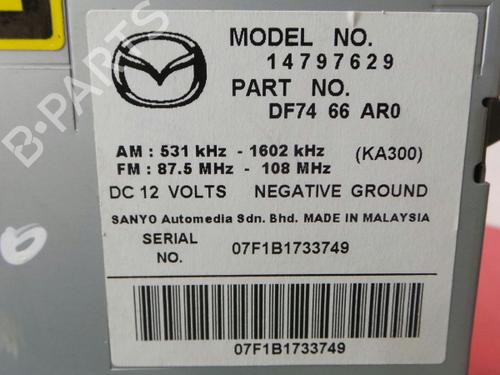 MODEL NO.
14797629
PART NO.
DF74 66 AR0
AM : 531 kHz - 1602 kHz (KA300)
FM : 87.5 MHz - 108 MHz
DC 12 VOLTS NEGATIVE GROUND
SANYO Automedia Sdn. Bhd. MADE IN MALAYSIA
SERIAL NO. 07F1B1733749
07F1B1733749
B-PARTS